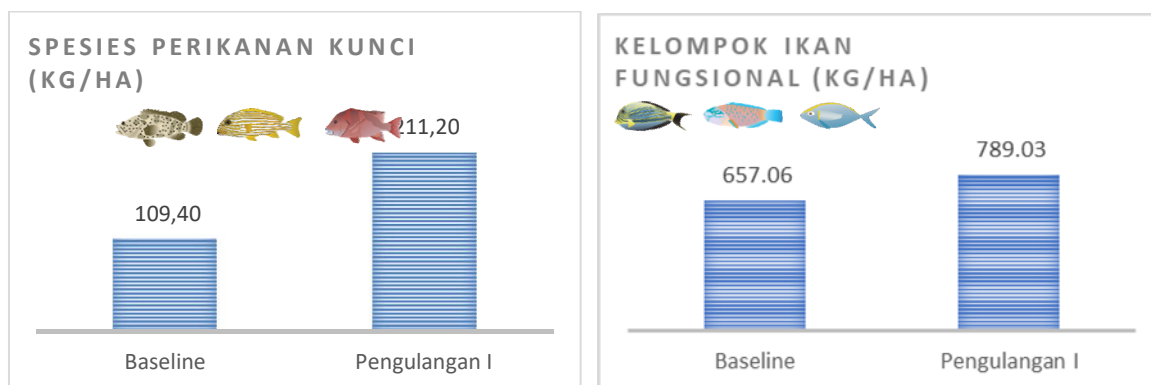 SPESIES PERIKANAN KUNCI
(KG/HA)
211,20
109,40
Baseline
Pengulangan I
KELOMPOK IKAN
FUNGSIONAL (KG/HA)
789.03
657.06
Baseline
Pengulangan I